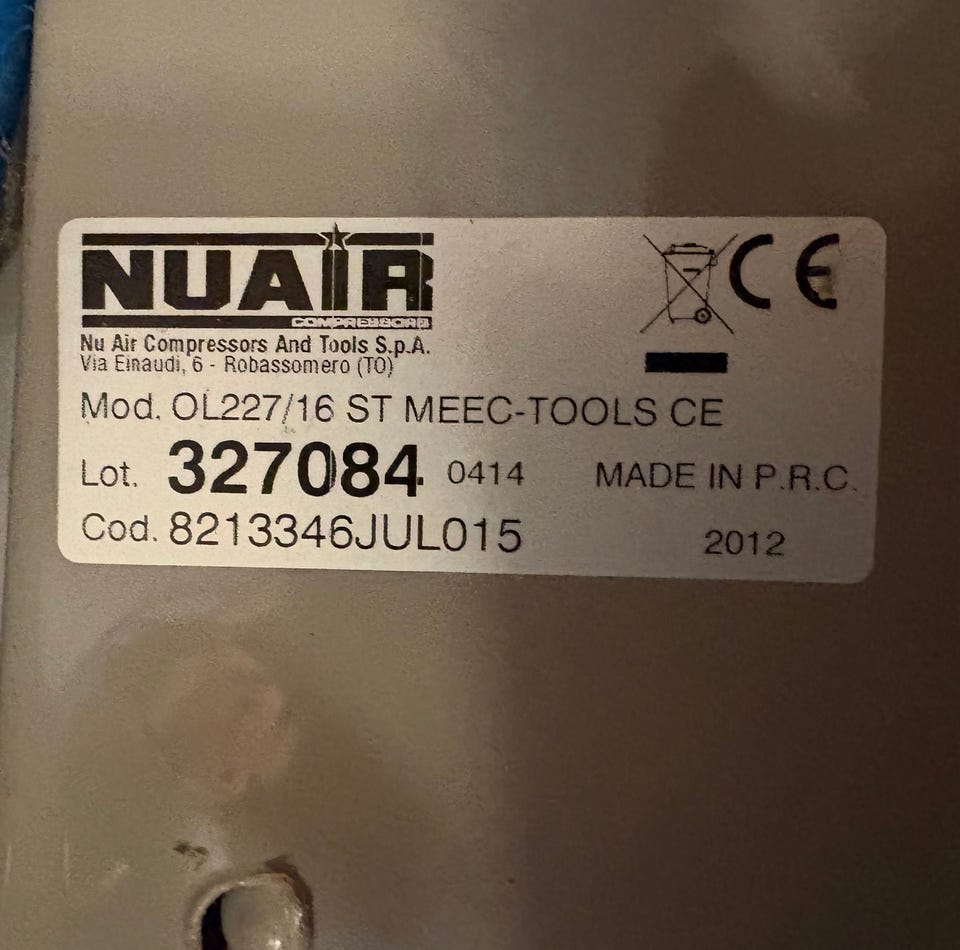 NUAIR
COMPRESSORS
Nu Air Compressors And Tools S.p.A.
Via Einaudi, 6 - Robassomero (TO)
CE
Mod. OL227/16 ST MEEC-TOOLS CE
Lot. 327084 0414 MADE IN P.R.C.
Cod. 8213346JUL015 2012